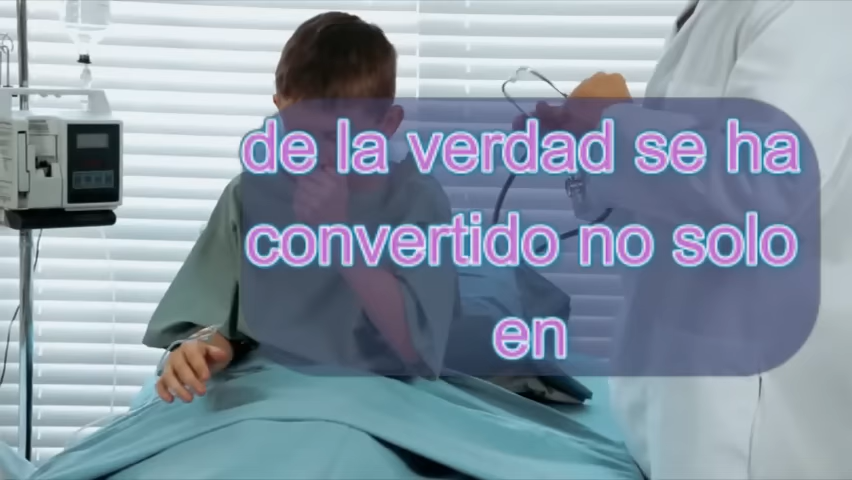 de la verdad se ha
convertido no solo
en